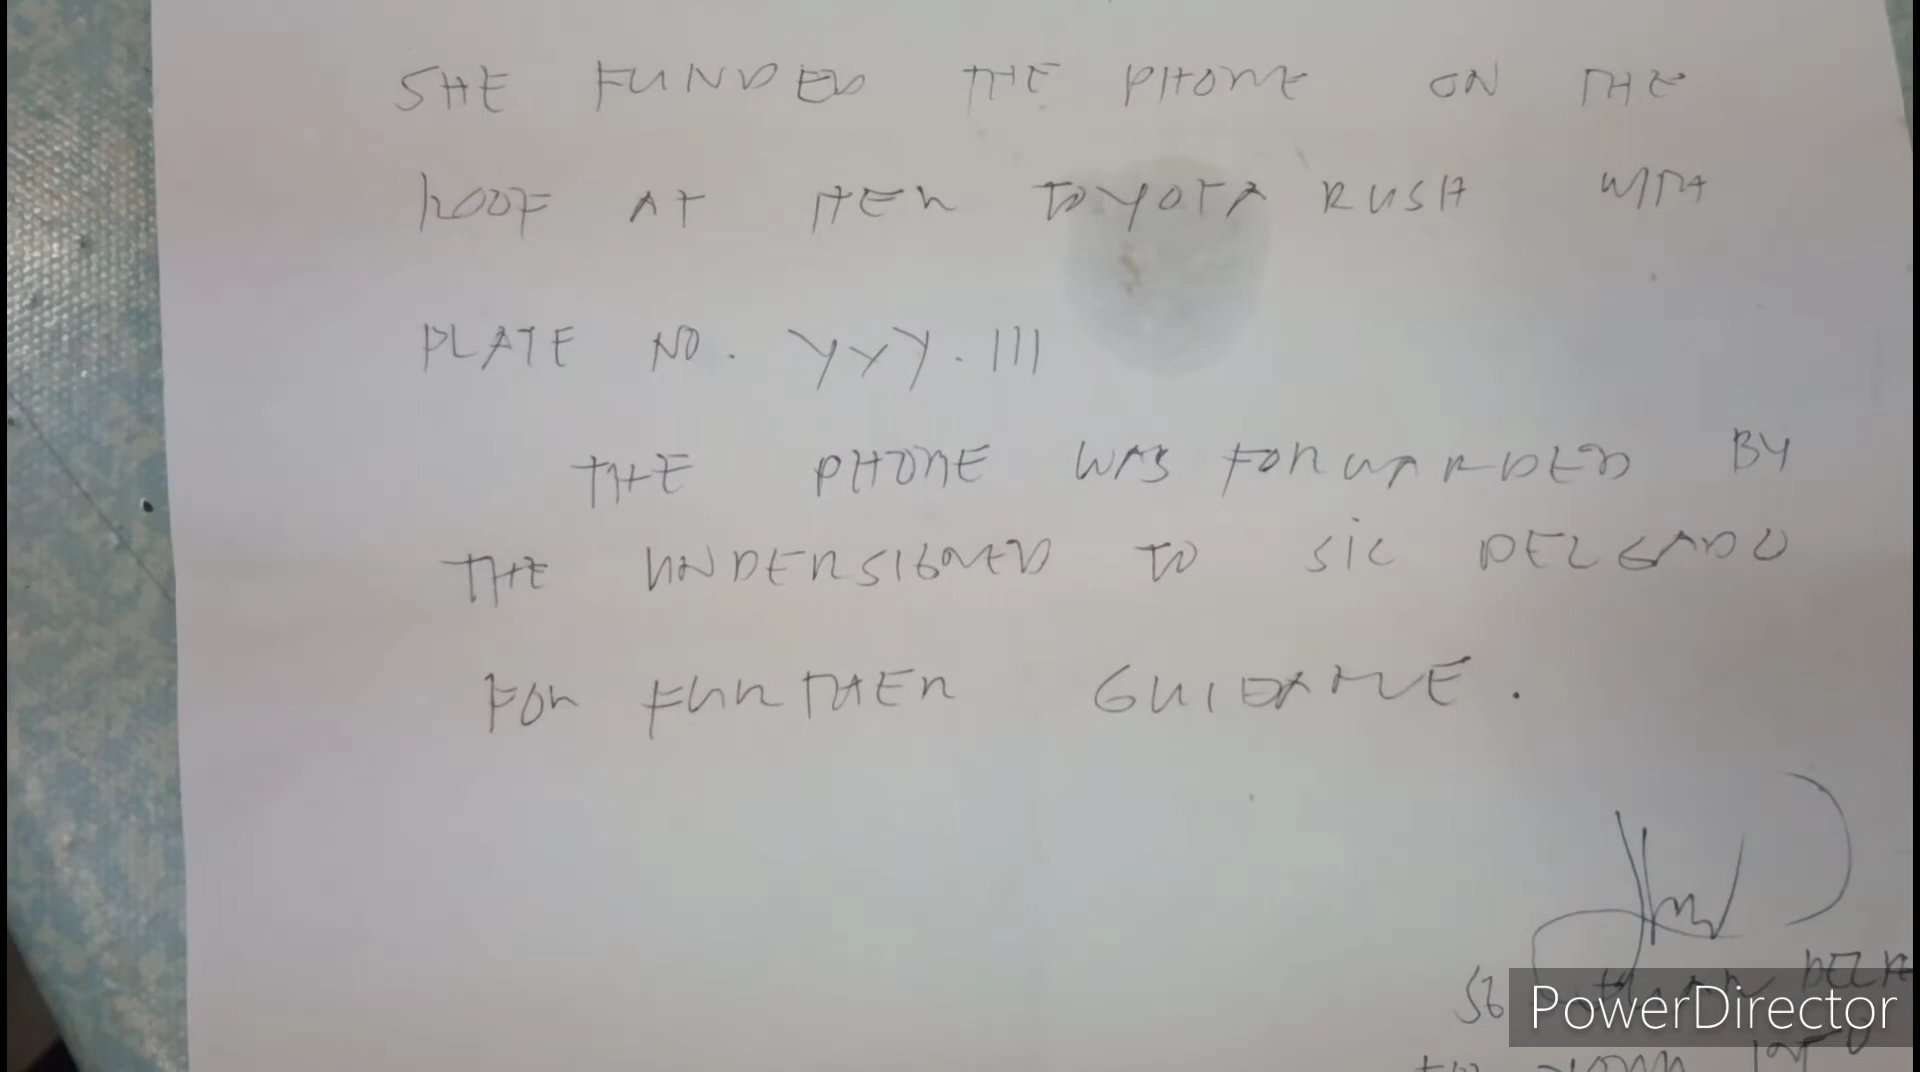 SHE FUNDED THE PHONE ON THE
ROOF AT HER TOYOTA RUSH WITH
PLATE NO. YYY.111
THE PHONE WAS FORWARDED BY
THE UNDERSIGNED TO SIC DELGADO
FOR FURTHER GUIDANCE.
SG
PowerDirector